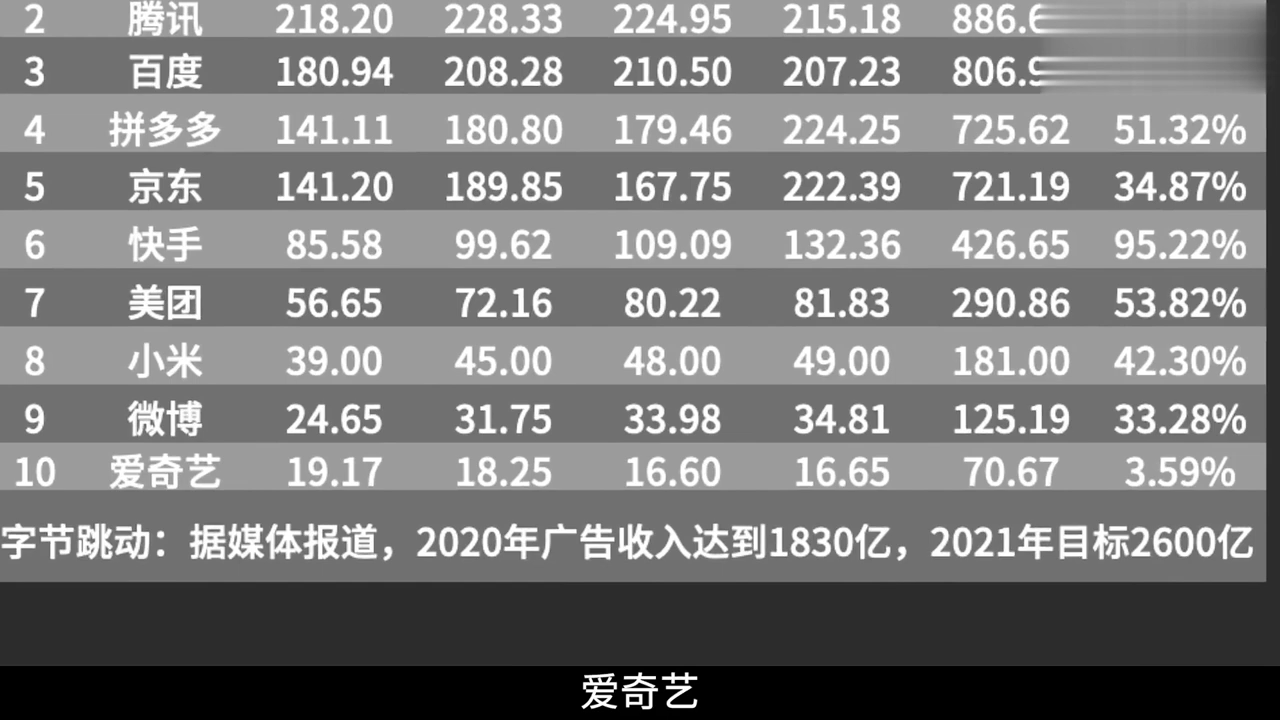 2 腾讯 218.20 228.33 224.95 215.18 886.6
3 百度 180.94 208.28 210.50 207.23 806.9
4 拼多多 141.11 180.80 179.46 224.25 725.62 51.32%
5 京东 141.20 189.85 167.75 222.39 721.19 34.87%
6 快手 85.58 99.62 109.09 132.36 426.65 95.22%
7 美团 56.65 72.16 80.22 81.83 290.86 53.82%
8 小米 39.00 45.00 48.00 49.00 181.00 42.30%
9 微博 24.65 31.75 33.98 34.81 125.19 33.28%
10 爱奇艺 19.17 18.25 16.60 16.65 70.67 3.59%
字节跳动：据媒体报道，2020年广告收入达到1830亿，2021年目标2600亿
爱奇艺